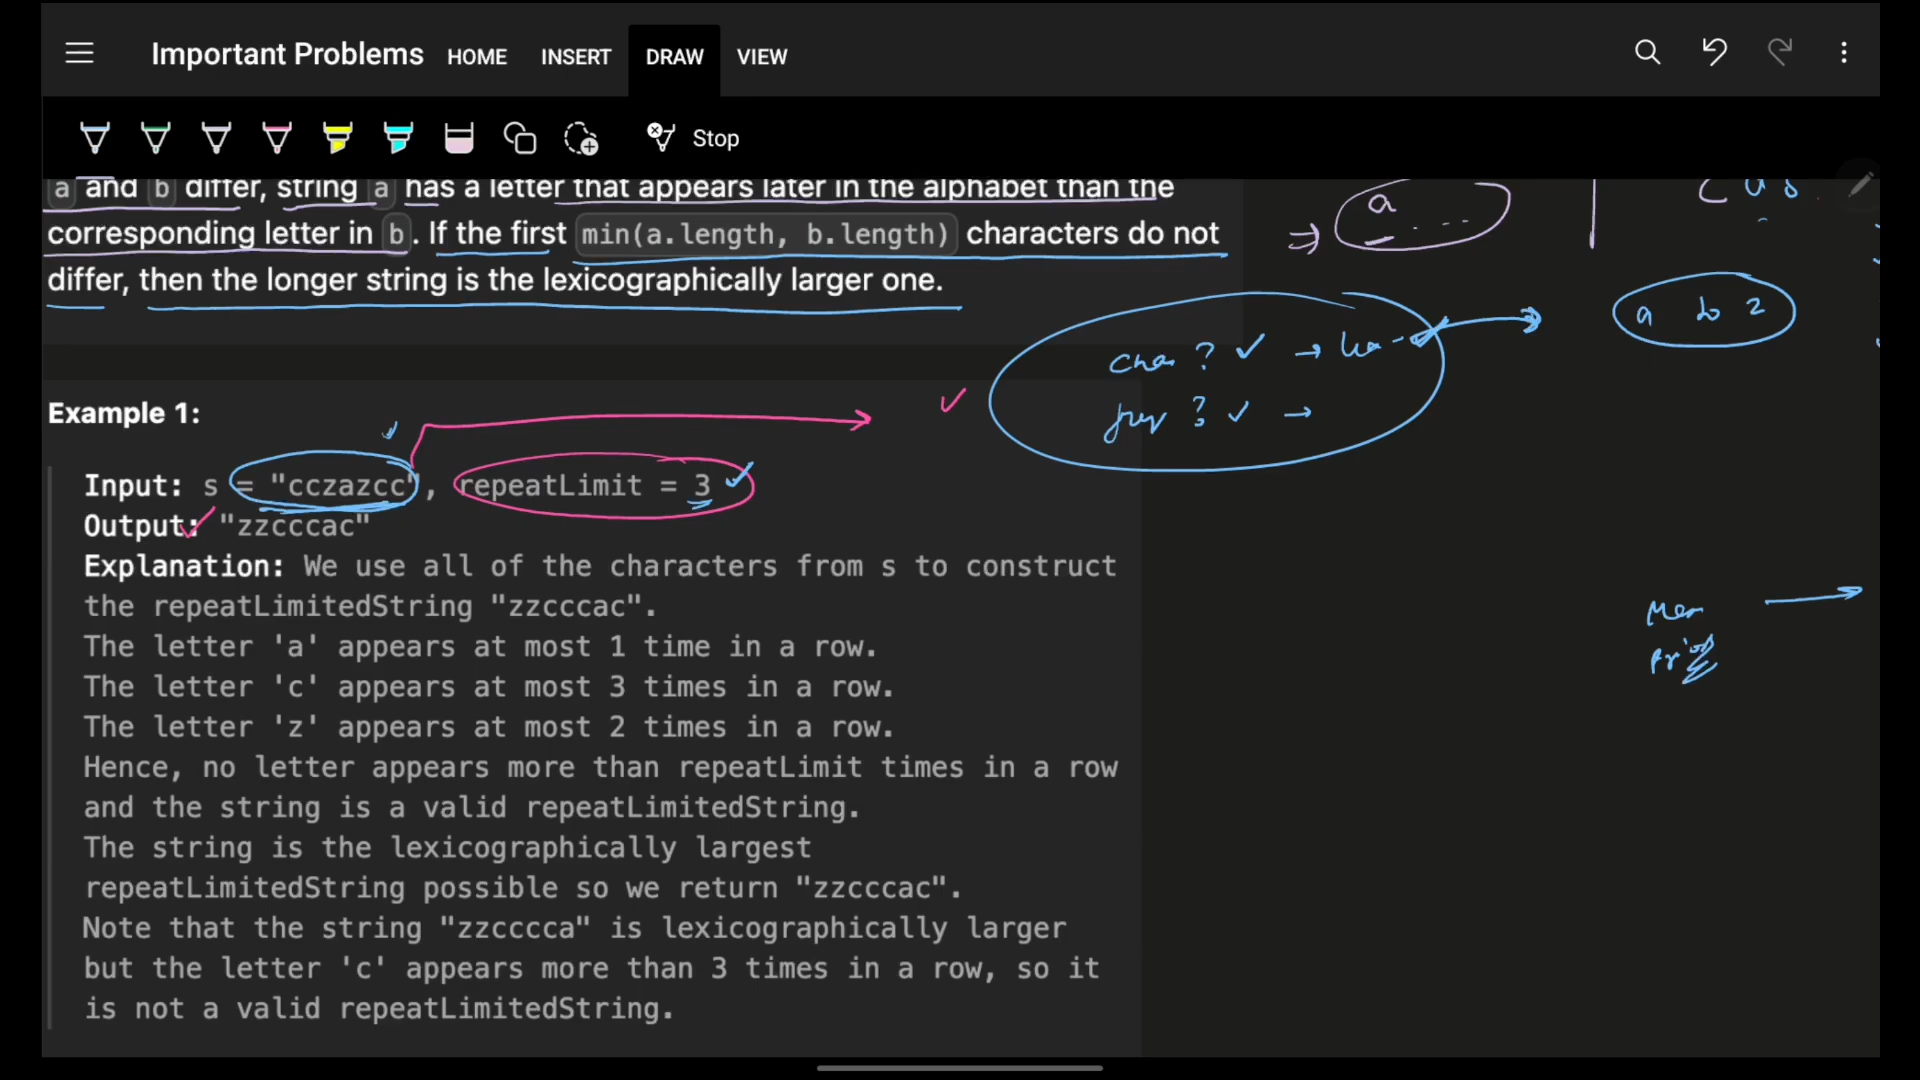 Important Problems HOME INSERT DRAW VIEW
Stop
a and b differ, string a has a letter that appears later in the alphabet than the
corresponding letter in b. If the first min(a.length, b.length) characters do not
differ, then the longer string is the lexicographically larger one.
a
a to z
char ? ✓ →
freq ? ✓ →
Example 1:
Input: s = "cczazcc", repeatLimit = 3
Output: "zzcccac"
Explanation: We use all of the characters from s to construct
the repeatLimitedString "zzcccac".
The letter 'a' appears at most 1 time in a row.
The letter 'c' appears at most 3 times in a row.
The letter 'z' appears at most 2 times in a row.
Hence, no letter appears more than repeatLimit times in a row
and the string is a valid repeatLimitedString.
The string is the lexicographically largest
repeatLimitedString possible so we return "zzcccac".
Note that the string "zzcccca" is lexicographically larger
but the letter 'c' appears more than 3 times in a row, so it
is not a valid repeatLimitedString.